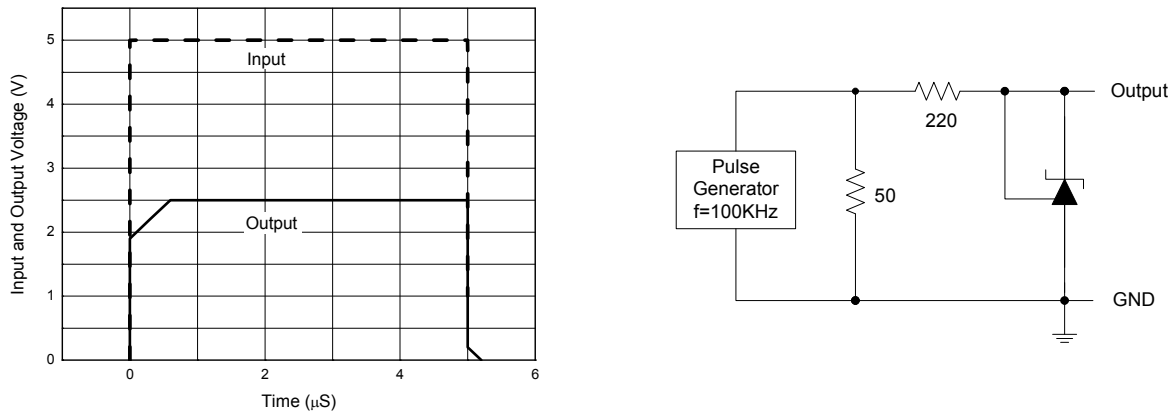 Input and Output Voltage (V)
5
4
3
2
1
0
Input
Output
0
2
4
6
Time (μS)
Output
220
Pulse
Generator
f=100KHz
50
GND